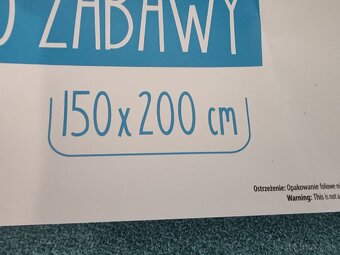 ZABAWY
150 x 200 cm
Ostrzeżenie: Opakowanie foliowe
Warning: This is not a